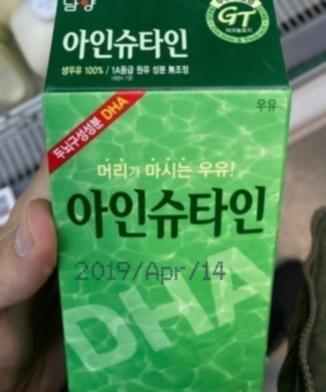 남양
아인슈타인
생우유 100% / 1A등급 원유 성분 無조정
GT
우유
두뇌구성성분 DHA
머리가 마시는 우유!
아인슈타인
2019/Apr/14
DHA